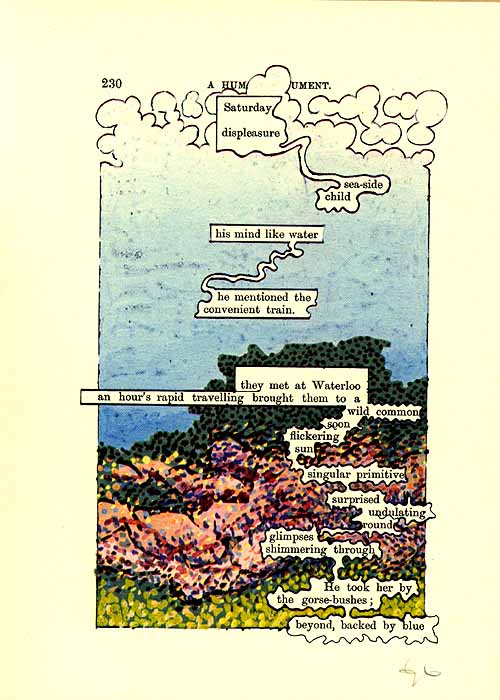 230
A HUM UMENT.
Saturday
displeasure
sea-side
child
his mind like water
he mentioned the
convenient train.
they met at Waterloo
an hour's rapid travelling brought them to a
wild common
soon
flickering
sun
singular primitive
surprised
undulating
round
glimpses
shimmering through
He took her by
the gorse-bushes;
beyond, backed by blue